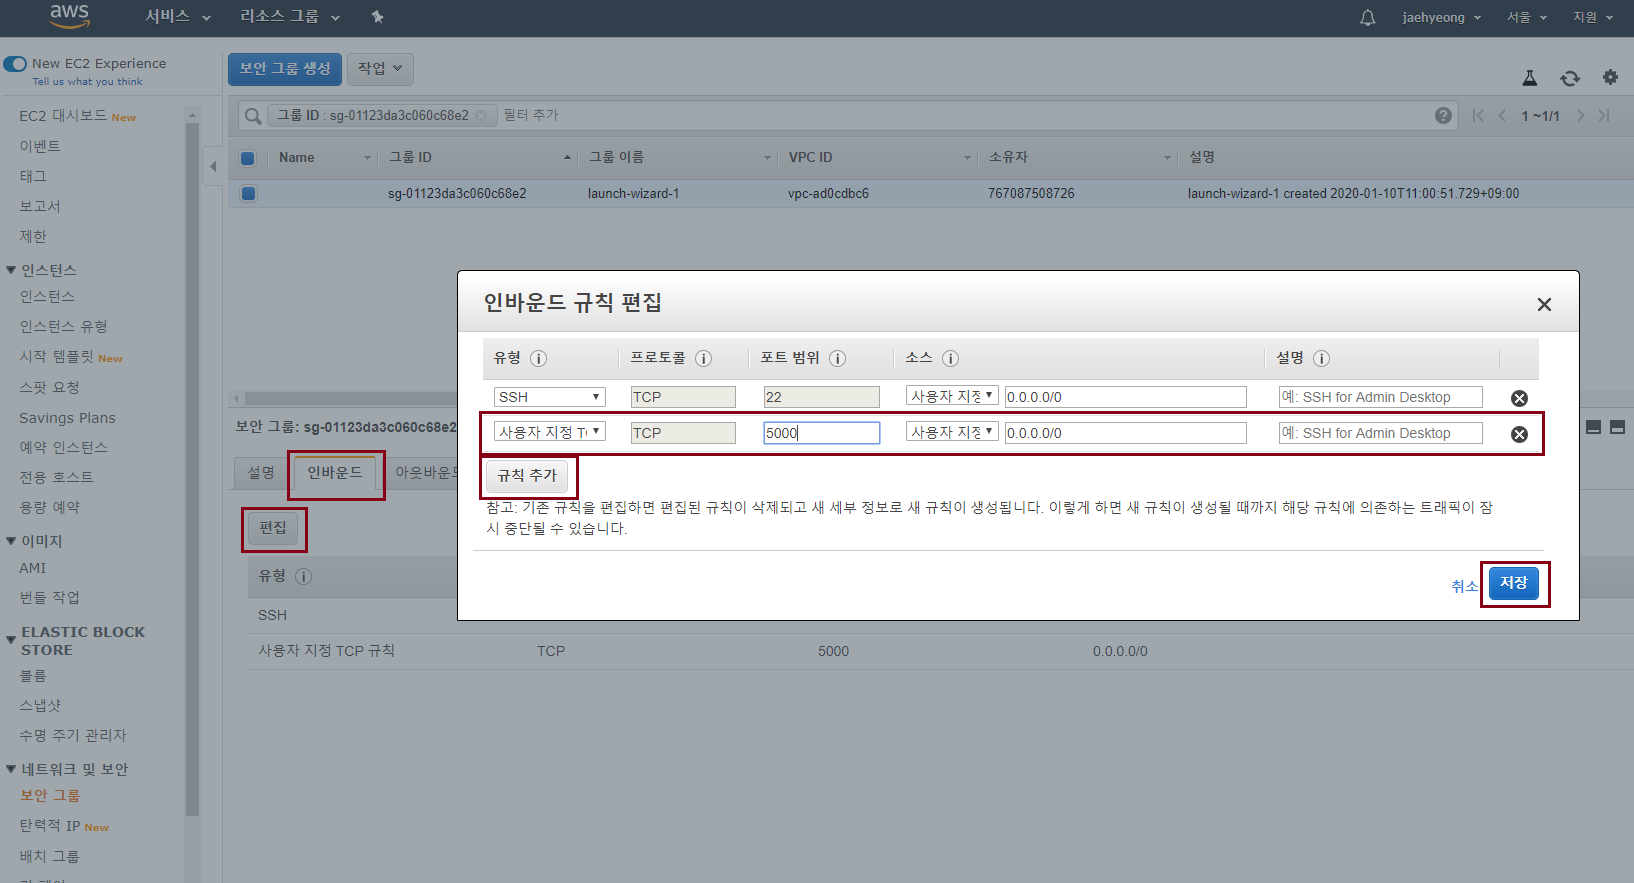 aws 서비스 리소스 그룹 jaehyeong 서울 지원
New EC2 Experience
Tell us what you think
EC2 대시보드 New
이벤트
태그
보고서
제한
인스턴스
인스턴스
인스턴스 유형
시작 템플릿 New
스팟 요청
Savings Plans
예약 인스턴스
전용 호스트
용량 예약
이미지
AMI
번들 작업
ELASTIC BLOCK
STORE
볼륨
스냅샷
수명 주기 관리자
네트워크 및 보안
보안 그룹
탄력적 IP New
배치 그룹
보안 그룹 생성 작업
그룹 ID : sg-01123da3c060c68e2 필터 추가 1 ~1/1
Name 그룹 ID 그룹 이름 VPC ID 소유자 설명
sg-01123da3c060c68e2 launch-wizard-1 vpc-ad0cdbc6 767087508726 launch-wizard-1 created 2020-01-10T11:00:51.729+09:00
보안 그룹: sg-01123da3c060c68e2
설명 인바운드 아웃바운드
편집
유형
SSH
사용자 지정 TCP 규칙 TCP 5000 0.0.0.0/0
인바운드 규칙 편집
유형 프로토콜 포트 범위 소스 설명
SSH TCP 22 사용자 지정 0.0.0.0/0 예: SSH for Admin Desktop
사용자 지정 TCP 5000 사용자 지정 0.0.0.0/0 예: SSH for Admin Desktop
규칙 추가
참고: 기존 규칙을 편집하면 편집된 규칙이 삭제되고 새 세부 정보로 새 규칙이 생성됩니다. 이렇게 하면 새 규칙이 생성될 때까지 해당 규칙에 의존하는 트래픽이 잠
시 중단될 수 있습니다.
취소 저장